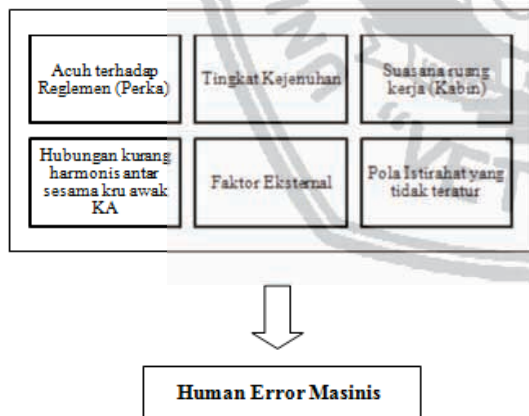 Acuh terhadap
Reglemen (Perka)
Tingkat Kejenuhan
Suasana ruang
kerja (Kabin)
Hubungan kurang
harmonis antar
sesama kru awak
KA
Faktor Eksternal
Pola Istirahat yang
tidak teratur
"VET
Human Error Masinis